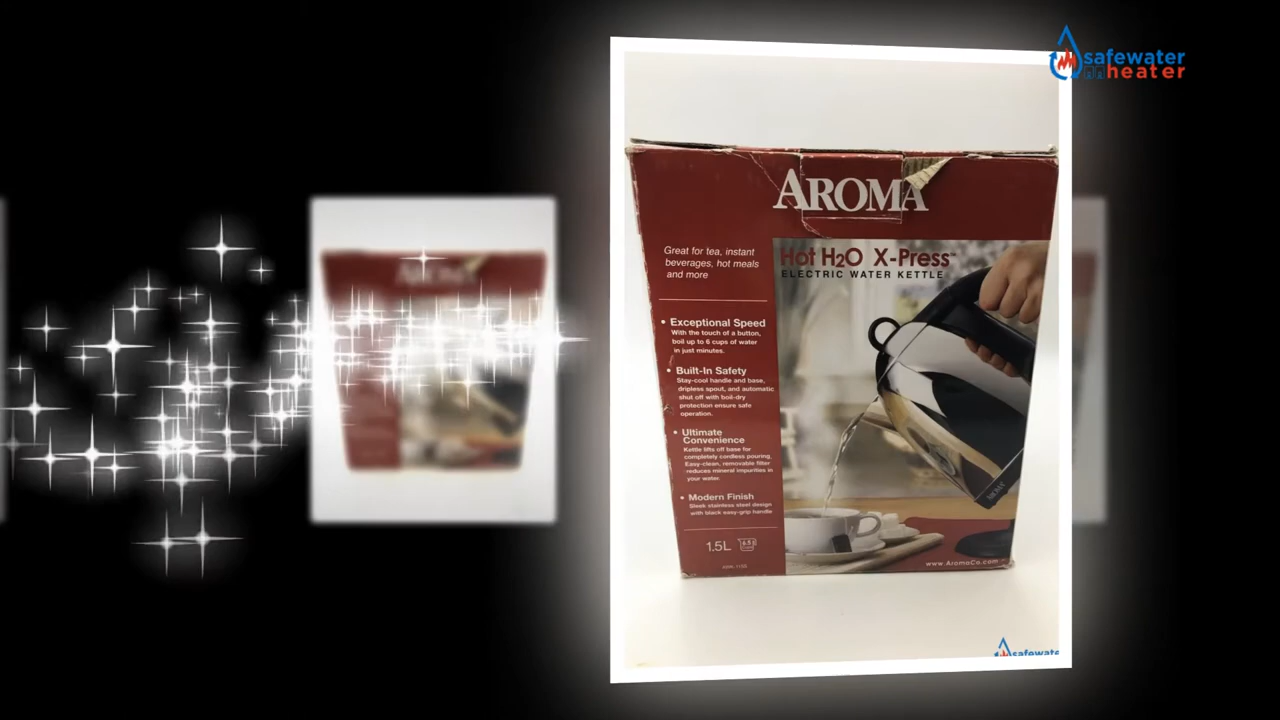 safewater
heater
AROMA
Great for tea, instant
beverages, hot meals
and more
Hot H2O X-Press™
ELECTRIC WATER KETTLE
• Exceptional Speed
With the touch of a button,
boil up to 6 cups of water
in just minutes.
• Built-In Safety
Stay-cool handle and base,
dripless spout, and automatic
shut off with boil-dry
protection ensure safe
operation.
• Ultimate
Convenience
Kettle lifts off base for
completely cordless pouring.
Easy-clean, removable filter
reduces mineral impurities in
your water.
• Modern Finish
Sleek stainless steel design
with black easy-grip handle
1.5L
AROMA
www.AromaCo.com
safewate